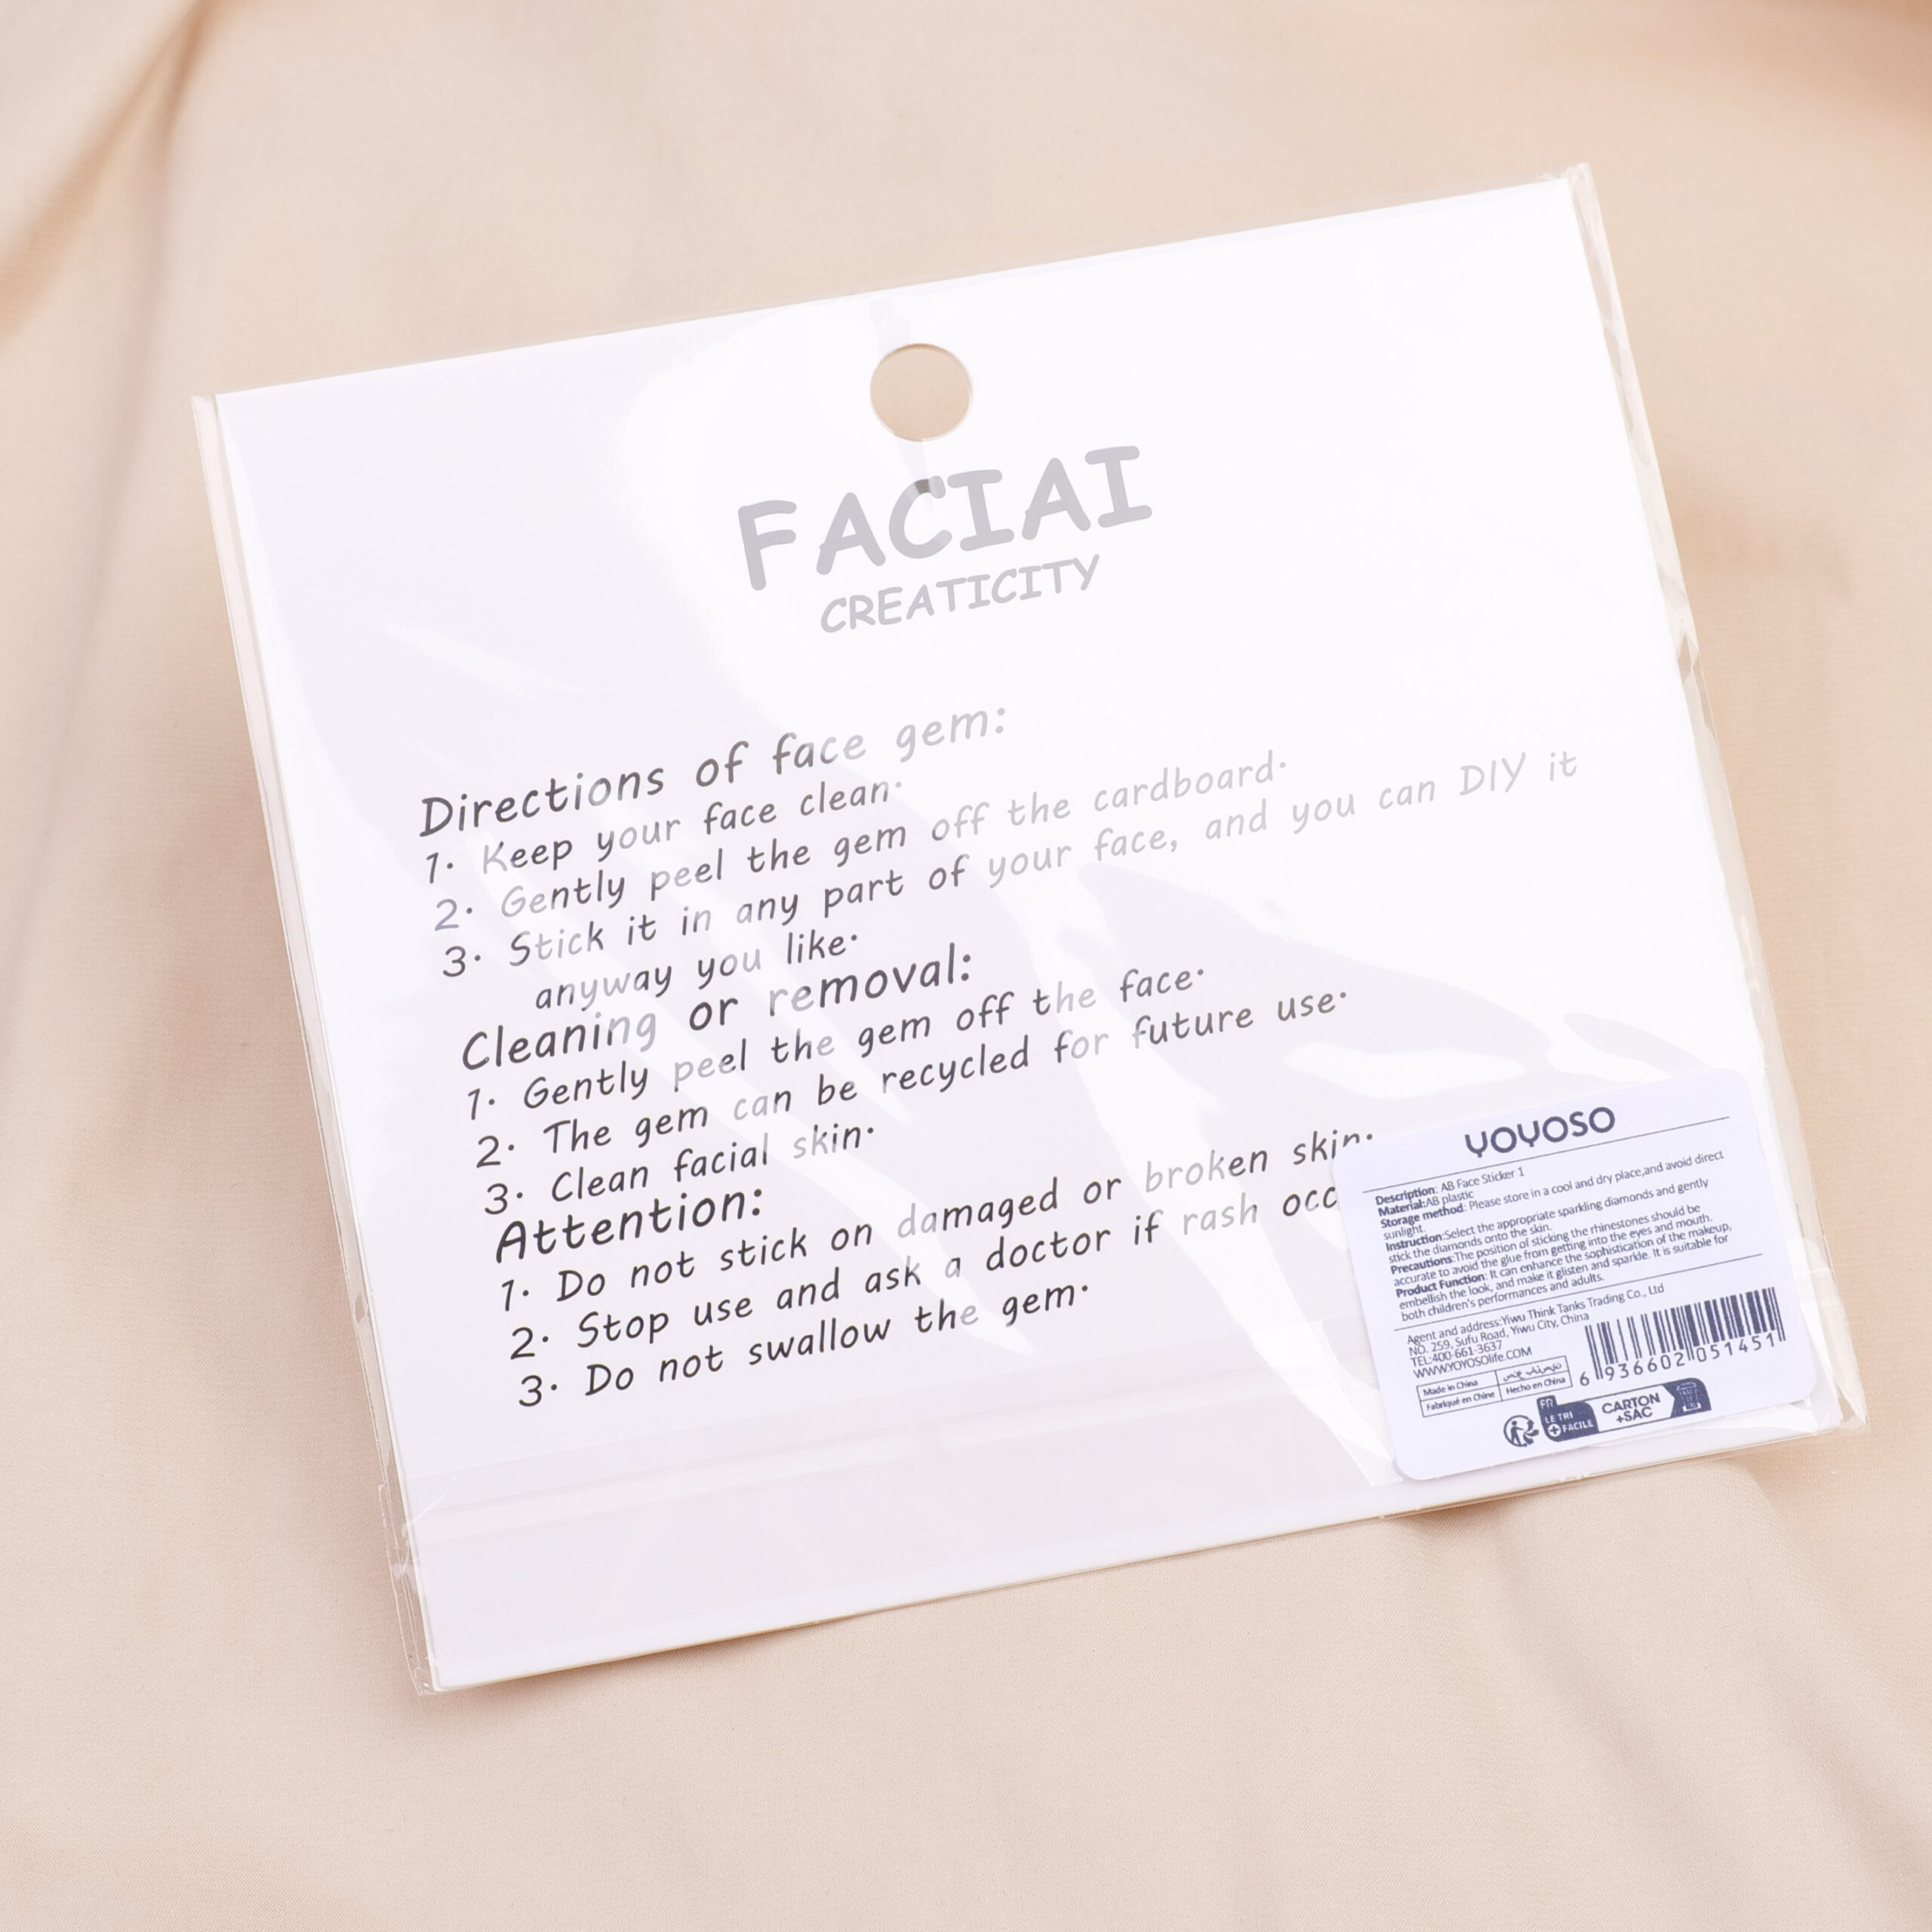 FACIAI
CREATICITY
Directions of face gem:
1. Keep your face clean.
2. Gently peel the gem off the cardboard.
3. Stick it in any part of your face, and you can DIY it
anyway you like.
Cleaning or removal:
1. Gently peel the gem off the face.
2. The gem can be recycled for future use.
3. Clean facial skin.
Attention:
1. Do not stick on damaged or broken skin.
2. Stop use and ask a doctor if rash occ
3. Do not swallow the gem.
YOYOSO
Description: AB Face Sticker 1
Material:AB plastic
Storage method: Please store in a cool and dry place,and avoid direct
sunlight.
Instruction:Select the appropriate sparkling diamonds and gently
stick the diamonds onto the skin.
Precautions:The position of sticking the rhinestones should be
accurate to avoid the glue from getting into the eyes and mouth.
Product Function: It can enhance the sophistication of the makeup,
embellish the look, and make it glisten and sparkle. It is suitable for
both children's performances and adults.
Agent and address:Yiwu Think Tanks Trading Co., Ltd
NO. 259, Sufu Road, Yiwu City, China
TEL:400-661-3637
WWW.YOYOSOlife.COM
Made in China
Fabriqué en Chine Hecho en China
6 936602 051451
FR
LE TRI
+ FACILE
CARTON
+SAC